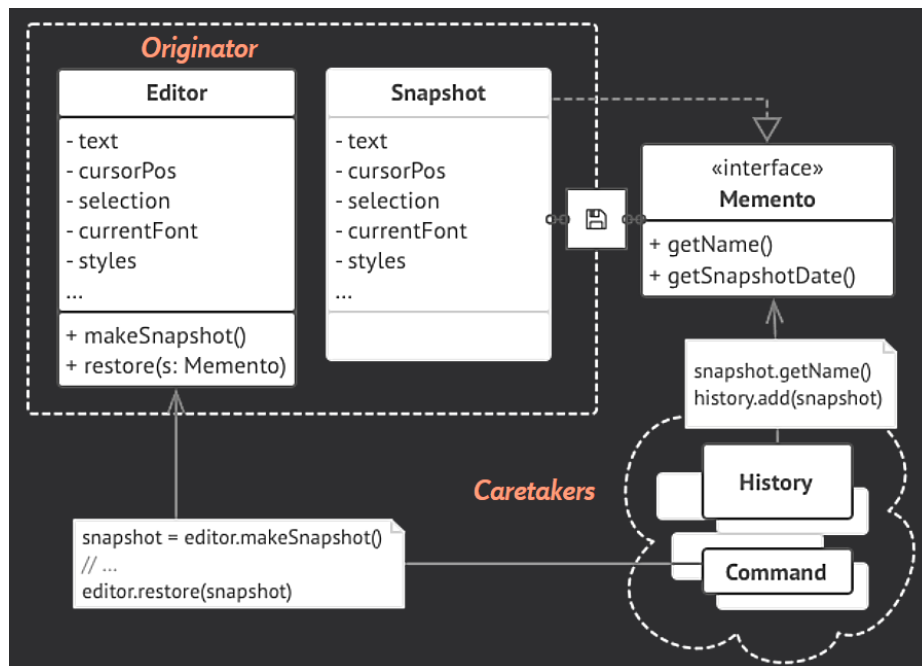 Originator
Editor
- text
- cursorPos
- selection
- currentFont
- styles
...
+ makeSnapshot()
+ restore(s: Memento)
Snapshot
- text
- cursorPos
- selection
- currentFont
- styles
...
«interface»
Memento
+ getName()
+ getSnapshotDate()
snapshot.getName()
history.add(snapshot)
Caretakers
History
Command
snapshot = editor.makeSnapshot()
// ...
editor.restore(snapshot)